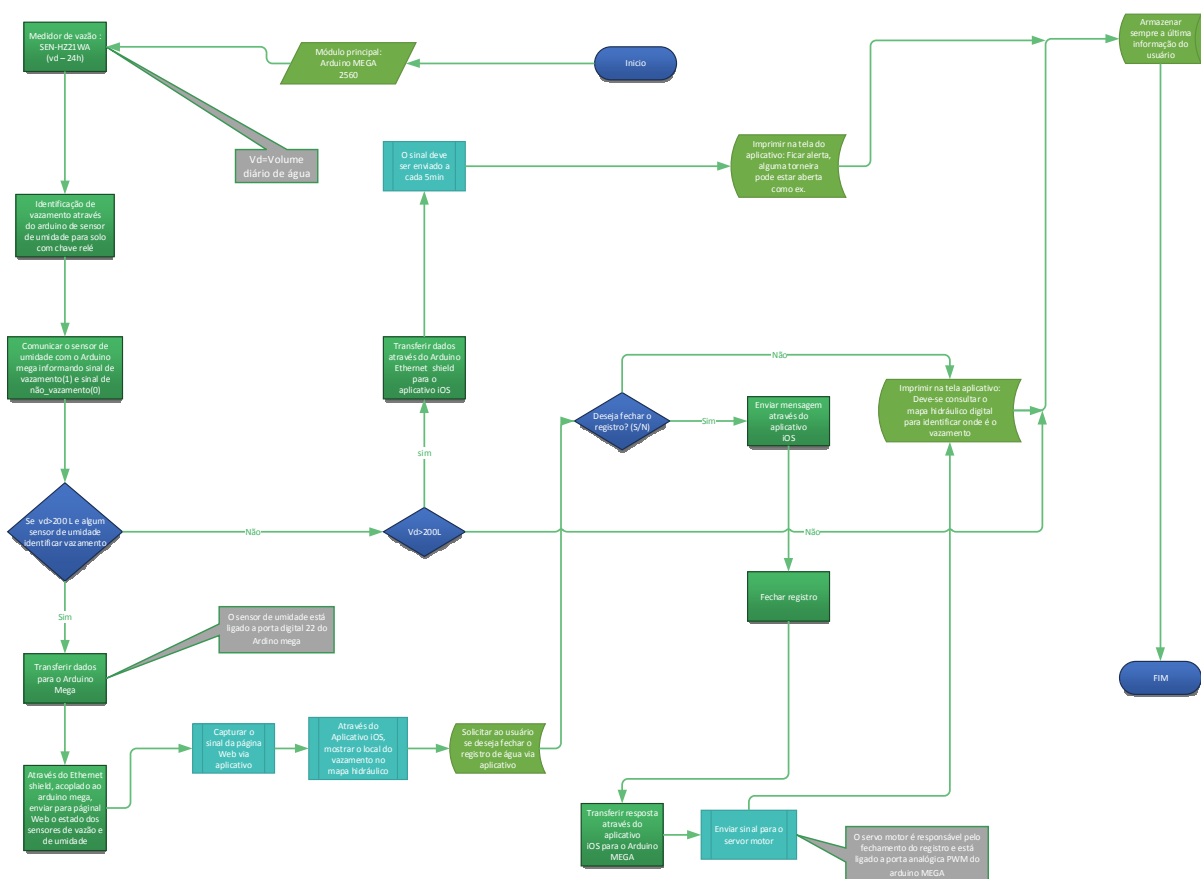 Medidor de vazão :
SEN-HZ21WA
(vd – 24h)
Módulo principal:
Arduino MEGA
2560
Inicio
Armazenar
sempre a última
informação do
usuário
Vd=Volume
diário de água
O sinal deve
ser enviado a
cada 5min
Imprimir na tela do
aplicativo: Ficar alerta,
alguma torneira
pode estar aberta
como ex.
Identificação de
vazamento através
do arduino de sensor
de umidade para solo
com chave relé
Comunicar o sensor de
umidade com o Arduino
mega informando sinal de
vazamento(1) e sinal de
não_vazamento(0)
Transferir dados
através do Arduino
Ethernet shield
para o
aplicativo iOS
Não
Deseja fechar o
registro? (S/N)
Sim
Enviar mensagem
através do
aplicativo
iOS
Imprimir na tela aplicativo:
Deve-se consultar o
mapa hidráulico digital
para identificar onde é o
vazamento
sim
Se vd>200 L e algum
sensor de umidade
identificar vazamento
Não
Vd>200L
Não
Fechar registro
Sim
O sensor de umidade está
ligado a porta digital 22 do
Ardino mega
Transferir dados
para o Arduino
Mega
FIM
Capturar o
sinal da página
Web via
aplicativo
Através do
Aplicativo iOS,
mostrar o local do
vazamento no
mapa hidráulico
Solicitar ao usuário
se deseja fechar o
registro de água via
aplicativo
Através do Ethernet
shield, acoplado ao
arduino mega,
enviar para páginal
Web o estado dos
sensores de vazão e
de umidade
Transferir resposta
através do
aplicativo
iOS para o Arduino
MEGA
Enviar sinal para o
servor motor
O servo motor é responsável pelo
fechamento do registro e está
ligado a porta analógica PWM do
arduino MEGA